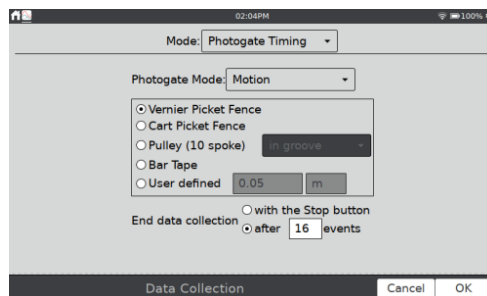 02:04PM 100%
Mode: Photogate Timing
Photogate Mode: Motion
Vernier Picket Fence
Cart Picket Fence
Pulley (10 spoke) in groove
Bar Tape
User defined 0.05 m
with the Stop button
End data collection
after 16 events
Data Collection Cancel OK